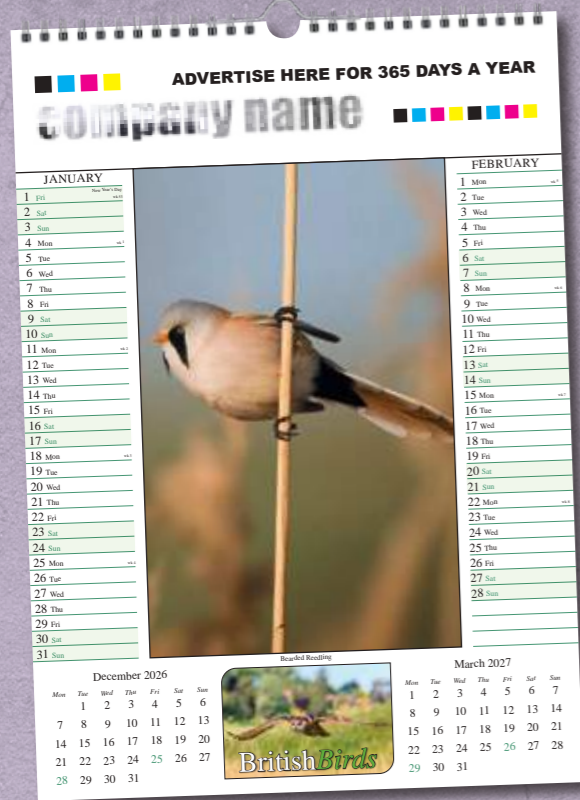 ADVERTISE HERE FOR 365 DAYS A YEAR
company name
JANUARY
1 Fri New Year's Day
2 Sat
3 Sun
4 Mon
5 Tue
6 Wed
7 Thu
8 Fri
9 Sat
10 Sun
11 Mon
12 Tue
13 Wed
14 Thu
15 Fri
16 Sat
17 Sun
18 Mon
19 Tue
20 Wed
21 Thu
22 Fri
23 Sat
24 Sun
25 Mon
26 Tue
27 Wed
28 Thu
29 Fri
30 Sat
31 Sun
FEBRUARY
1 Mon
2 Tue
3 Wed
4 Thu
5 Fri
6 Sat
7 Sun
8 Mon
9 Tue
10 Wed
11 Thu
12 Fri
13 Sat
14 Sun
15 Mon
16 Tue
17 Wed
18 Thu
19 Fri
20 Sat
21 Sun
22 Mon
23 Tue
24 Wed
25 Thu
26 Fri
27 Sat
28 Sun
Bearded Reedling
December 2026
Mon Tue Wed Thu Fri Sat Sun
1 2 3 4 5 6
7 8 9 10 11 12 13
14 15 16 17 18 19 20
21 22 23 24 25 26 27
28 29 30 31
BritishBirds
March 2027
Mon Tue Wed Thu Fri Sat Sun
1 2 3 4 5 6 7
8 9 10 11 12 13 14
15 16 17 18 19 20 21
22 23 24 25 26 27 28
29 30 31